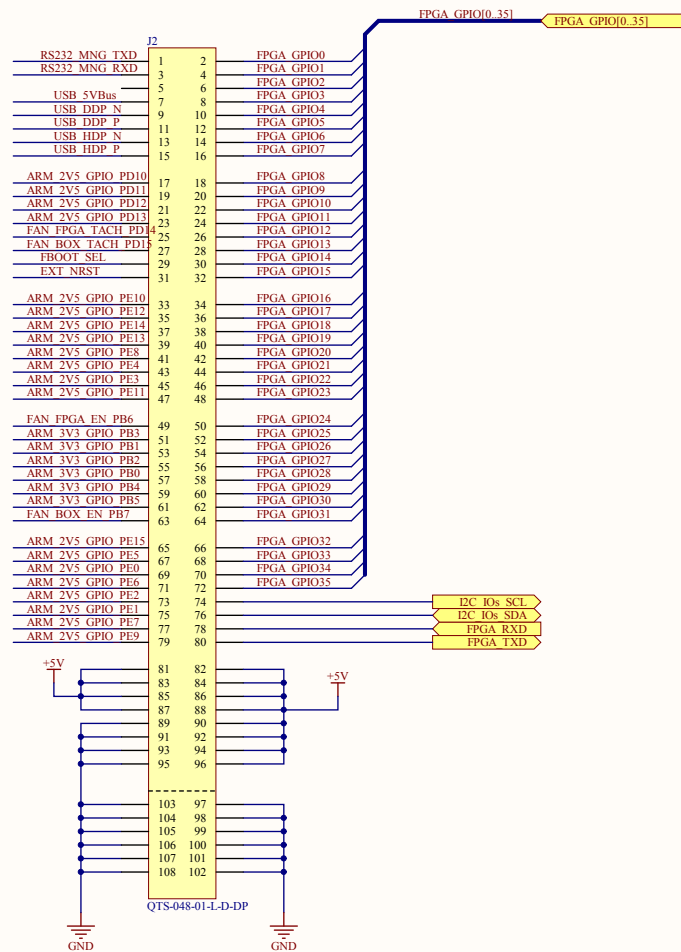 FPGA_GPIO[0..35] FPGA_GPIO[0..35]
J2
RS232_MNG_TXD 1 2 FPGA_GPIO0
RS232_MNG_RXD 3 4 FPGA_GPIO1
5 6 FPGA_GPIO2
USB_5VBus 7 8 FPGA_GPIO3
USB_DDP_N 9 10 FPGA_GPIO4
USB_DDP_P 11 12 FPGA_GPIO5
USB_HDP_N 13 14 FPGA_GPIO6
USB_HDP_P 15 16 FPGA_GPIO7
ARM_2V5_GPIO_PD10 17 18 FPGA_GPIO8
ARM_2V5_GPIO_PD11 19 20 FPGA_GPIO9
ARM_2V5_GPIO_PD12 21 22 FPGA_GPIO10
ARM_2V5_GPIO_PD13 23 24 FPGA_GPIO11
FAN_FPGA_TACH_PD14 25 26 FPGA_GPIO12
FAN_BOX_TACH_PD15 27 28 FPGA_GPIO13
FBOOT_SEL 29 30 FPGA_GPIO14
EXT_NRST 31 32 FPGA_GPIO15
ARM_2V5_GPIO_PE10 33 34 FPGA_GPIO16
ARM_2V5_GPIO_PE12 35 36 FPGA_GPIO17
ARM_2V5_GPIO_PE14 37 38 FPGA_GPIO18
ARM_2V5_GPIO_PE13 39 40 FPGA_GPIO19
ARM_2V5_GPIO_PE8 41 42 FPGA_GPIO20
ARM_2V5_GPIO_PE4 43 44 FPGA_GPIO21
ARM_2V5_GPIO_PE3 45 46 FPGA_GPIO22
ARM_2V5_GPIO_PE11 47 48 FPGA_GPIO23
FAN_FPGA_EN_PB6 49 50 FPGA_GPIO24
ARM_3V3_GPIO_PB3 51 52 FPGA_GPIO25
ARM_3V3_GPIO_PB1 53 54 FPGA_GPIO26
ARM_3V3_GPIO_PB2 55 56 FPGA_GPIO27
ARM_3V3_GPIO_PB0 57 58 FPGA_GPIO28
ARM_3V3_GPIO_PB4 59 60 FPGA_GPIO29
ARM_3V3_GPIO_PB5 61 62 FPGA_GPIO30
FAN_BOX_EN_PB7 63 64 FPGA_GPIO31
ARM_2V5_GPIO_PE15 65 66 FPGA_GPIO32
ARM_2V5_GPIO_PE5 67 68 FPGA_GPIO33
ARM_2V5_GPIO_PE0 69 70 FPGA_GPIO34
ARM_2V5_GPIO_PE6 71 72 FPGA_GPIO35
ARM_2V5_GPIO_PE2 73 74 I2C_IOs_SCL
ARM_2V5_GPIO_PE1 75 76 I2C_IOs_SDA
ARM_2V5_GPIO_PE7 77 78 FPGA_RXD
ARM_2V5_GPIO_PE9 79 80 FPGA_TXD
+5V 81 82
83 84 +5V
85 86
87 88
89 90
91 92
93 94
95 96
103 97
104 98
105 99
106 100
107 101
108 102
QTS-048-01-L-D-DP
GND GND